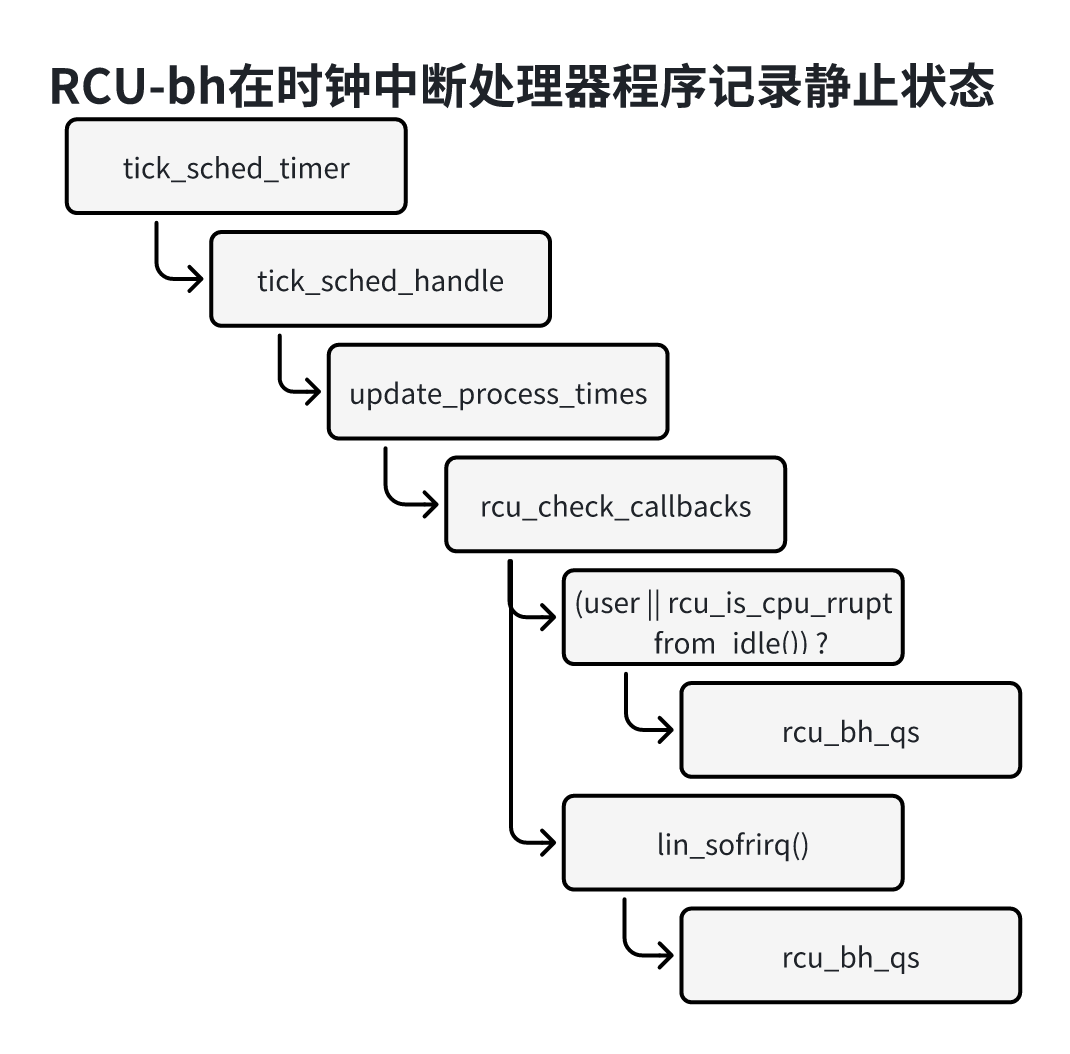 RCU-bh在时钟中断处理器程序记录静止状态
tick_sched_timer
tick_sched_handle
update_process_times
rcu_check_callbacks
(user || rcu_is_cpu_rrupt
from_idle()) ?
rcu_bh_qs
lin_sofrirq()
rcu_bh_qs